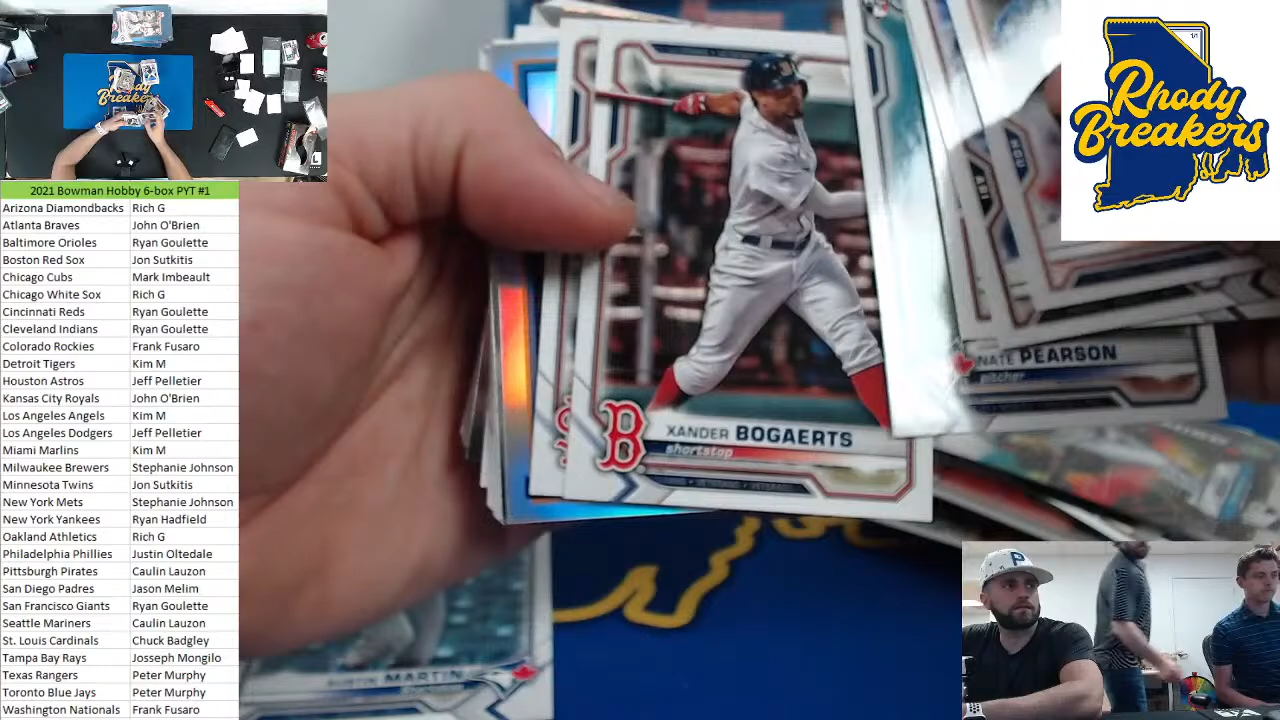 2021 Bowman Hobby 6-box PYT #1
Arizona Diamondbacks Rich G
Atlanta Braves John O'Brien
Baltimore Orioles Ryan Goulette
Boston Red Sox Jon Sutkitis
Chicago Cubs Mark Imbeault
Chicago White Sox Rich G
Cincinnati Reds Ryan Goulette
Cleveland Indians Ryan Goulette
Colorado Rockies Frank Fusaro
Detroit Tigers Kim M
Houston Astros Jeff Pelletier
Kansas City Royals John O'Brien
Los Angeles Angels Kim M
Los Angeles Dodgers Jeff Pelletier
Miami Marlins Kim M
Milwaukee Brewers Stephanie Johnson
Minnesota Twins Jon Sutkitis
New York Mets Stephanie Johnson
New York Yankees Ryan Hadfield
Oakland Athletics Rich G
Philadelphia Phillies Justin Oltedale
Pittsburgh Pirates Caulin Lauzon
San Diego Padres Jason Melim
San Francisco Giants Ryan Goulette
Seattle Mariners Caulin Lauzon
St. Louis Cardinals Chuck Badgley
Tampa Bay Rays Josseph Mongilo
Texas Rangers Peter Murphy
Toronto Blue Jays Peter Murphy
Washington Nationals Frank Fusaro
Rhody
Breakers
B
XANDER BOGAERTS
shortstop
NATE PEARSON
pitcher
AUSTIN MARTIN
Rhody
Breakers
1/1
P